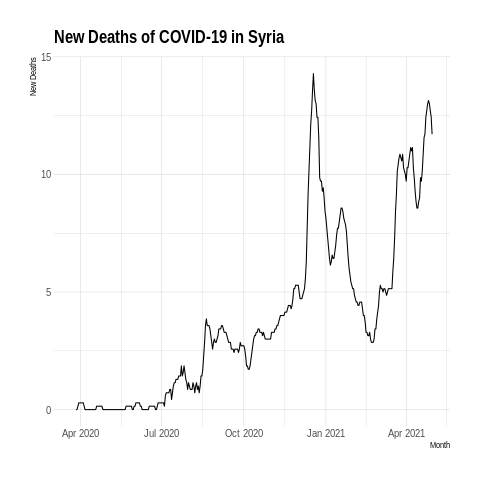 New Deaths of COVID-19 in Syria
New Deaths
15
10
5
0
Apr 2020 Jul 2020 Oct 2020 Jan 2021 Apr 2021
Month